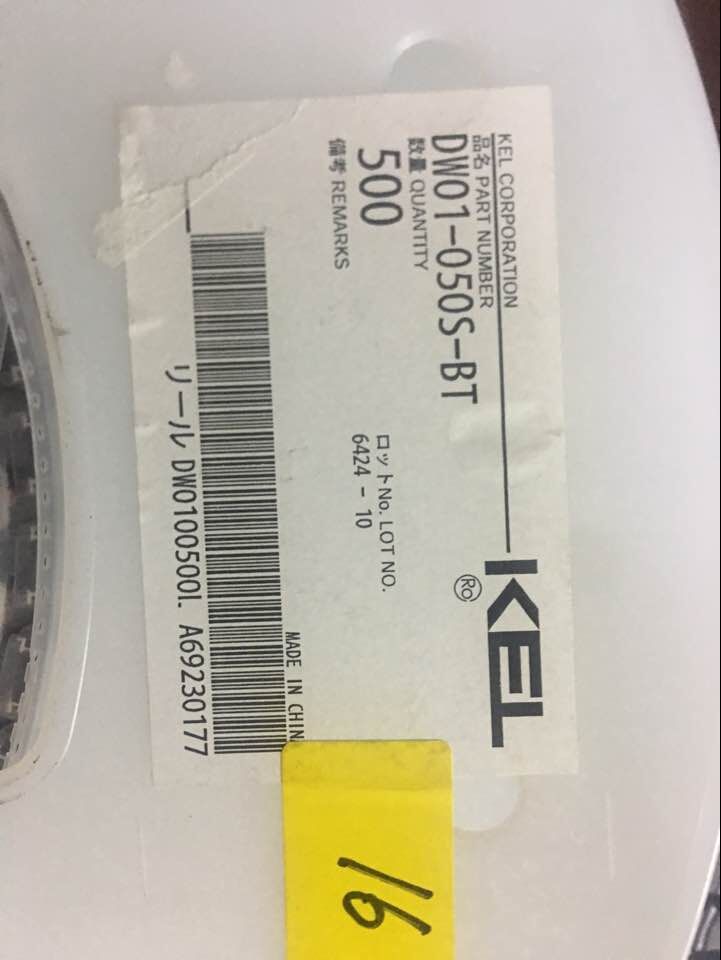 KEL CORPORATION
KEL
品名 PART NUMBER
DW01-050S-BT
Ro
数量 QUANTITY
500
ロットNo. LOT NO.
6424 - 10
備考 REMARKS
MADE IN CHIN
リール DW0100500L A69230177
16